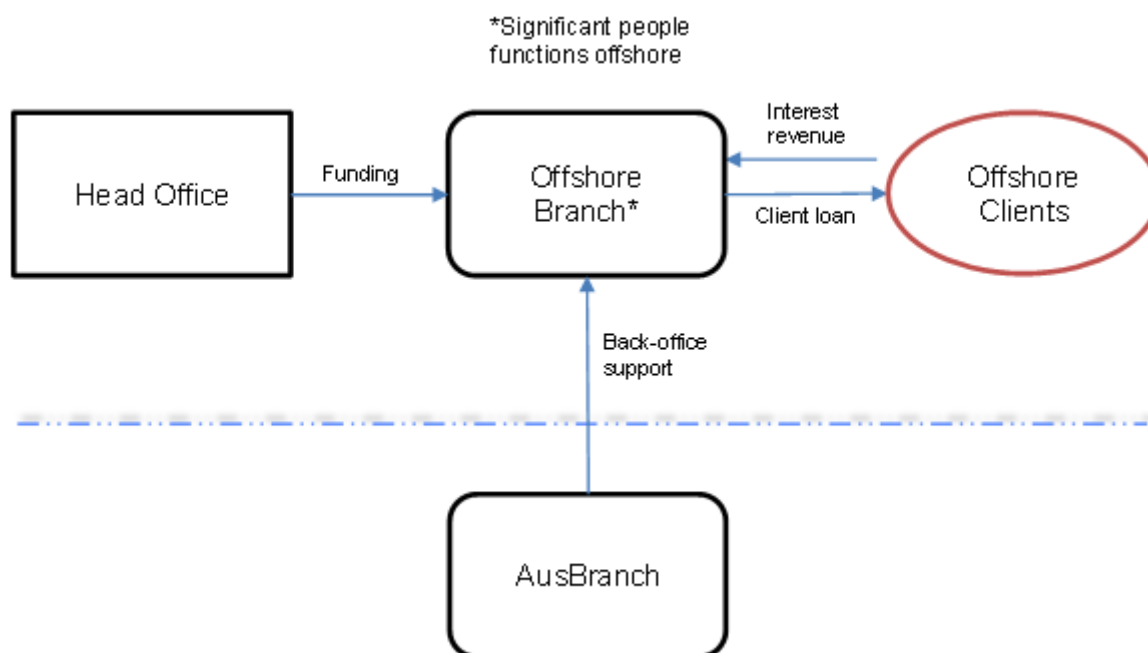 *Significant people
functions offshore
Head Office
Funding
Offshore
Branch*
Interest
revenue
Client loan
Offshore
Clients
Back-office
support
AusBranch